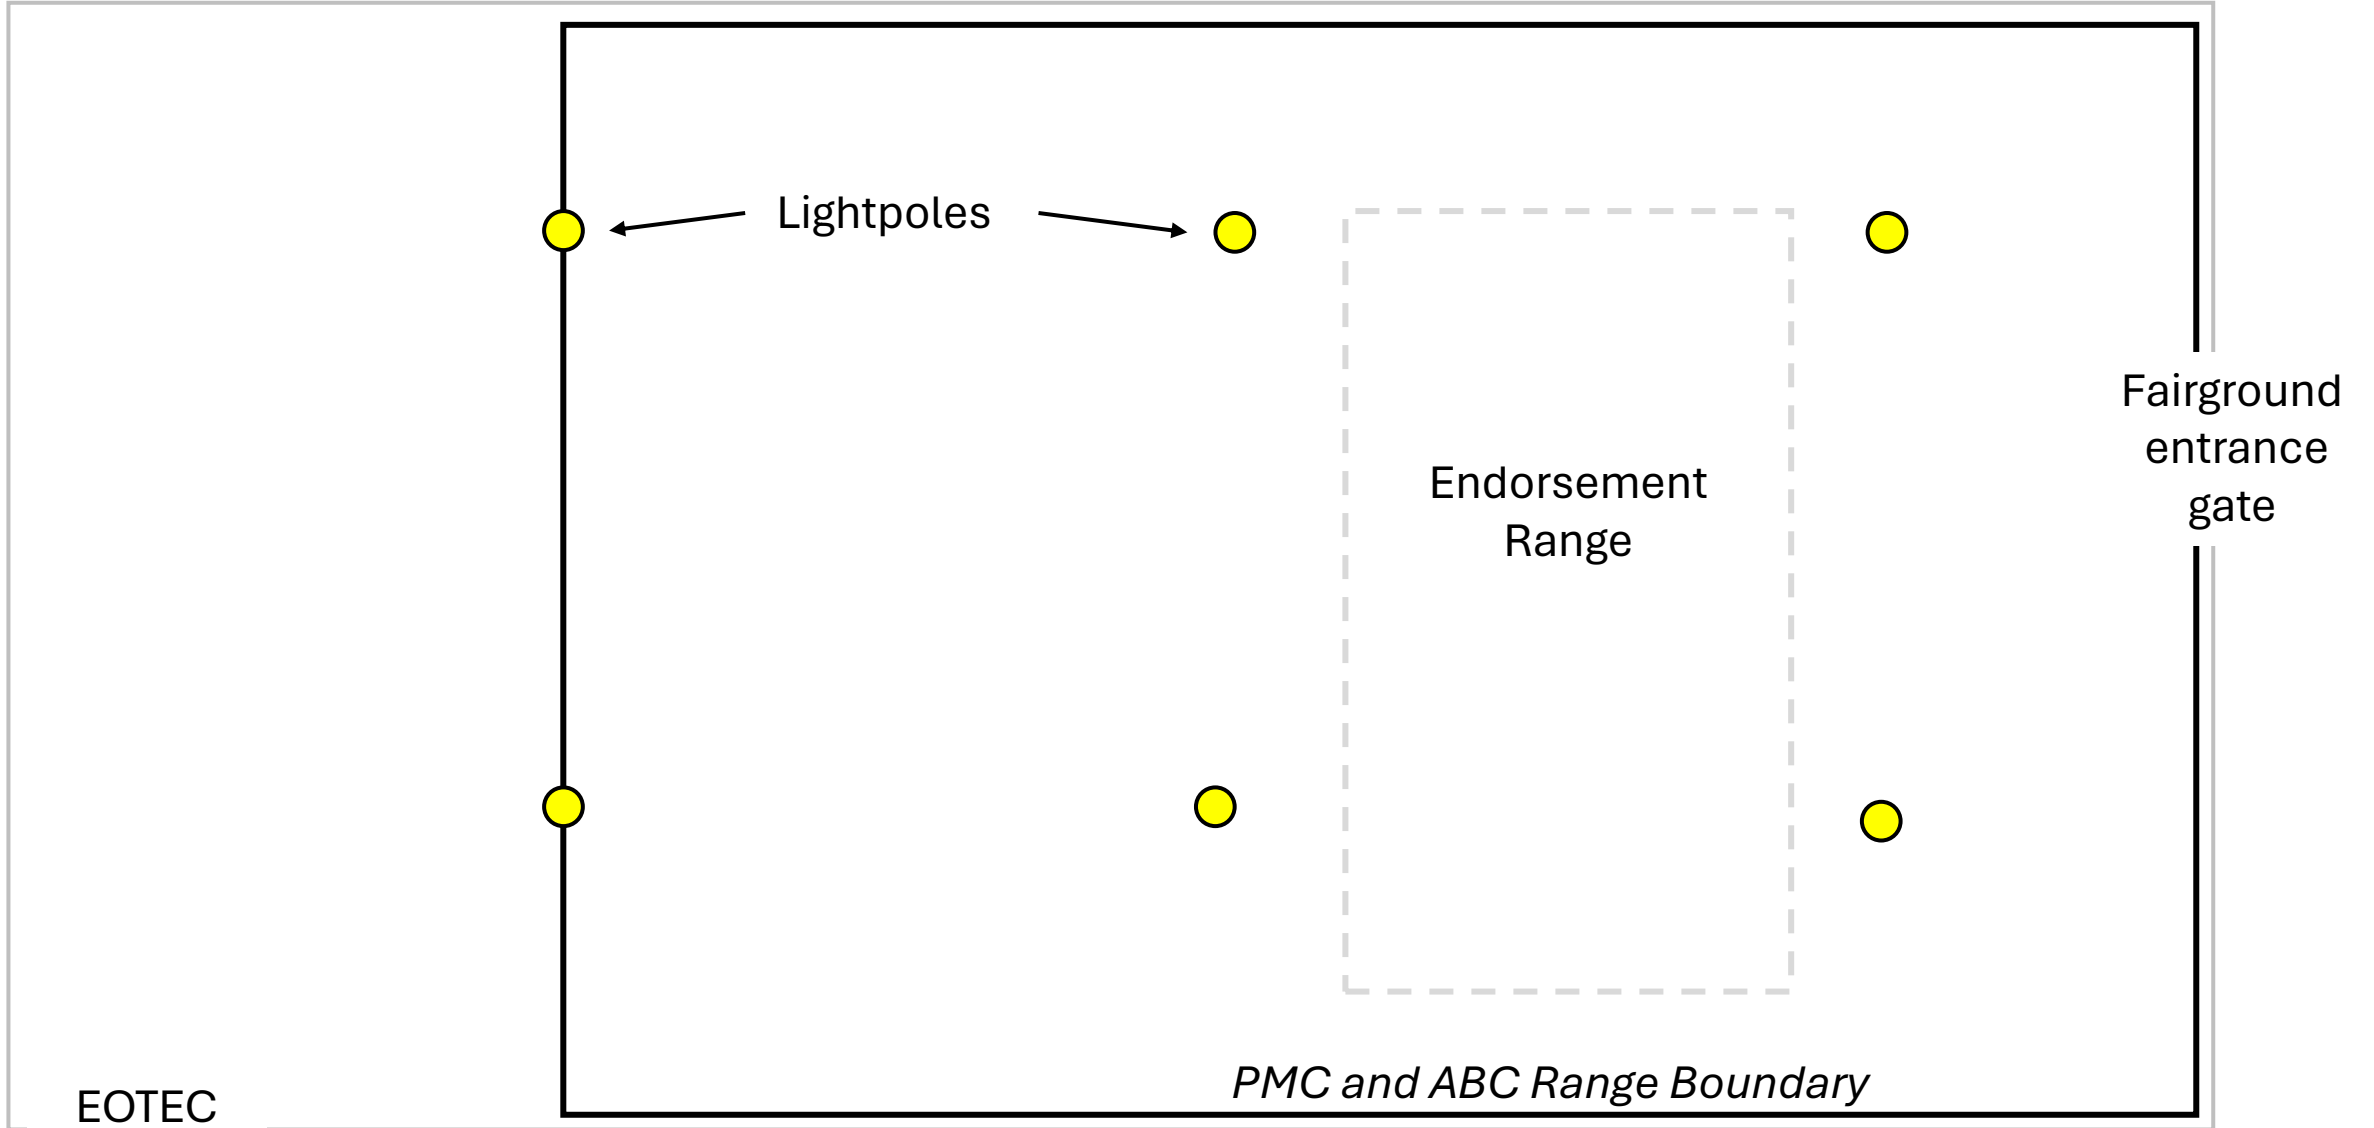 Lightpoles
Fairground
entrance
gate
Endorsement
Range
PMC and ABC Range Boundary
EOTEC